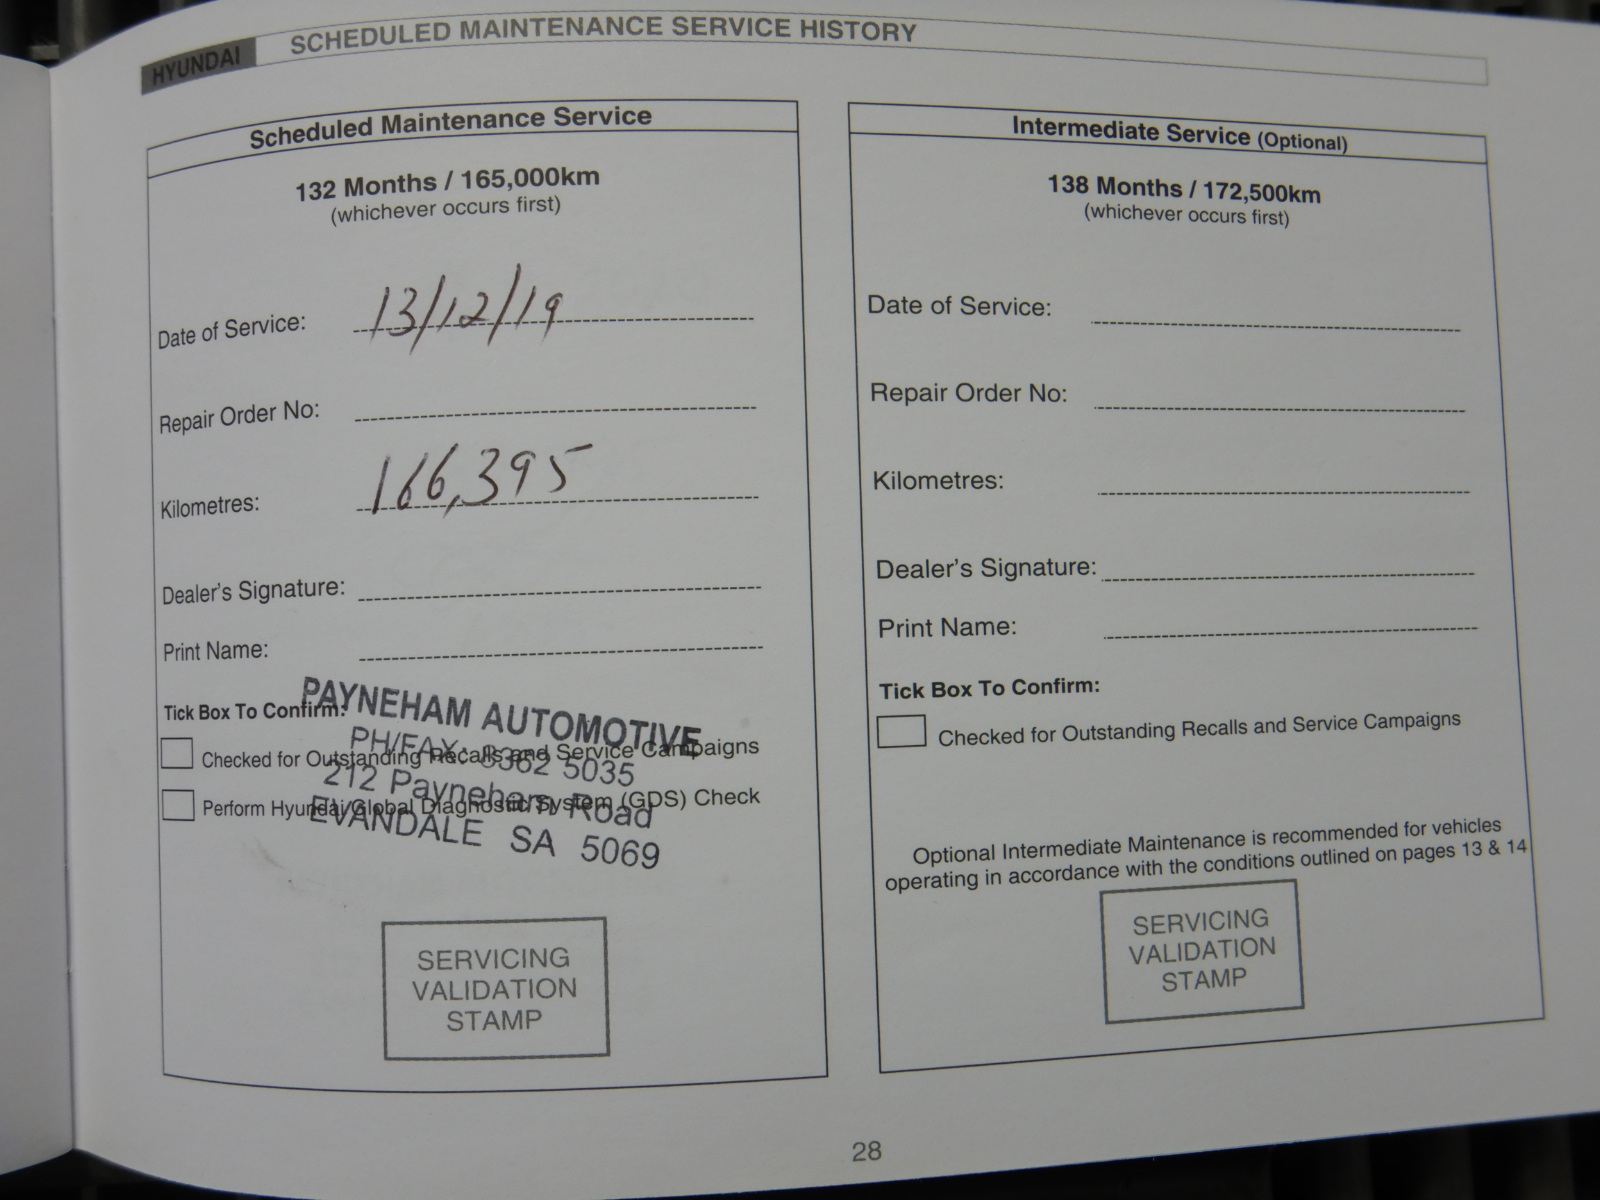 HYUNDAI SCHEDULED MAINTENANCE SERVICE HISTORY
Scheduled Maintenance Service
132 Months / 165,000km
(whichever occurs first)
Date of Service: 13/12/19
Repair Order No:
Kilometres: 166,395
Dealer's Signature:
Print Name:
Tick Box To Confirm:
Checked for Outstanding Recalls and Service Campaigns
Perform Hyundai Global Diagnostic System (GPS) Check
PAYNEHAM AUTOMOTIVE
PH/FAX: 8362 5035
212 Payneham Road
EVANDALE SA 5069
SERVICING
VALIDATION
STAMP
Intermediate Service (Optional)
138 Months / 172,500km
(whichever occurs first)
Date of Service:
Repair Order No:
Kilometres:
Dealer's Signature:
Print Name:
Tick Box To Confirm:
Checked for Outstanding Recalls and Service Campaigns
Optional Intermediate Maintenance is recommended for vehicles
operating in accordance with the conditions outlined on pages 13 & 14
SERVICING
VALIDATION
STAMP
28